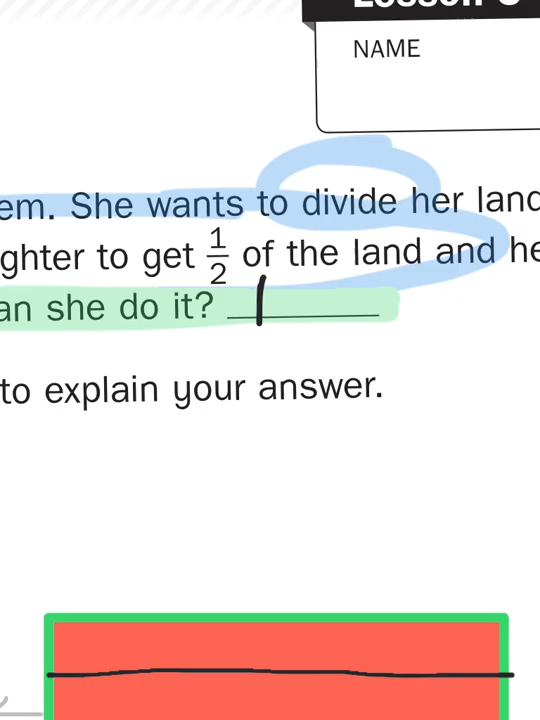 NAME
em. She wants to divide her land
ghter to get 1/2 of the land and he
an she do it?
to explain your answer.